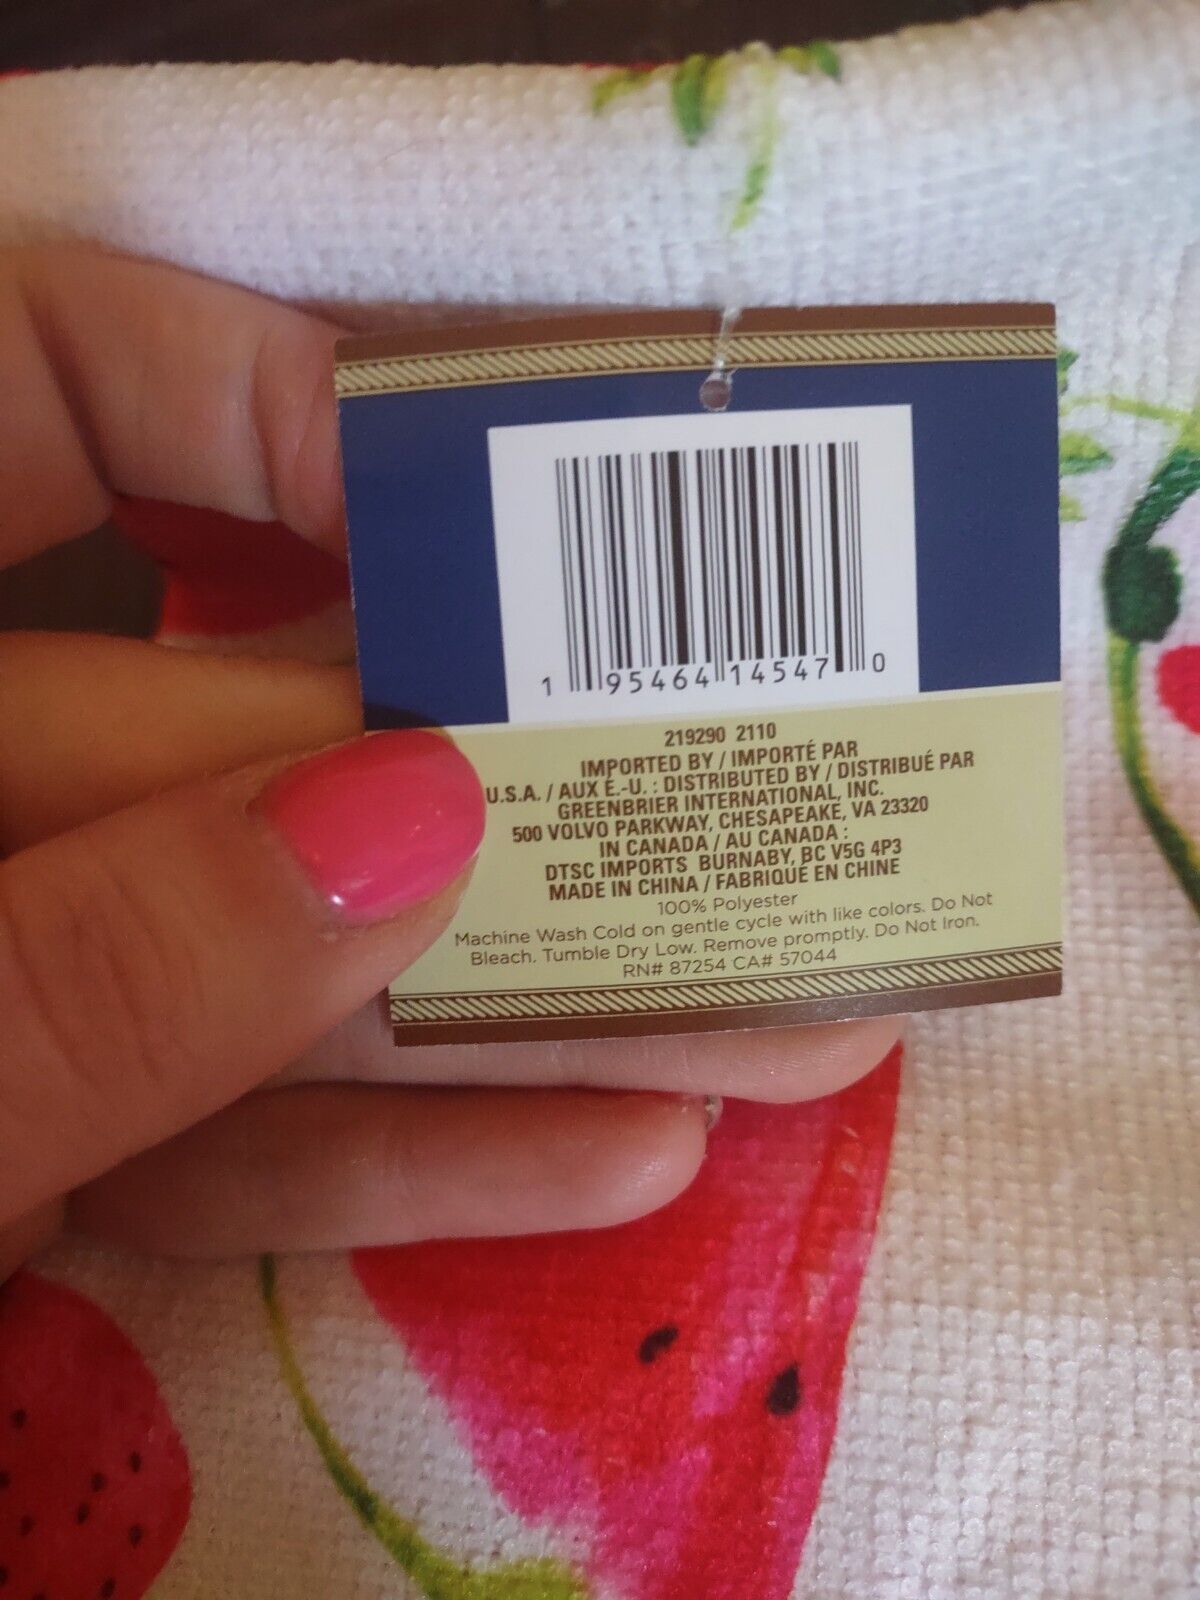 1 95464 14547 0
219290 2110
IMPORTED BY / IMPORTÉ PAR
U.S.A. / AUX É.-U. : DISTRIBUTED BY / DISTRIBUÉ PAR
GREENBRIER INTERNATIONAL, INC.
500 VOLVO PARKWAY, CHESAPEAKE, VA 23320
IN CANADA / AU CANADA :
DTSC IMPORTS BURNABY, BC V5G 4P3
MADE IN CHINA / FABRIQUÉ EN CHINE
100% Polyester
Machine Wash Cold on gentle cycle with like colors. Do Not
Bleach. Tumble Dry Low. Remove promptly. Do Not Iron.
RN# 87254 CA# 57044